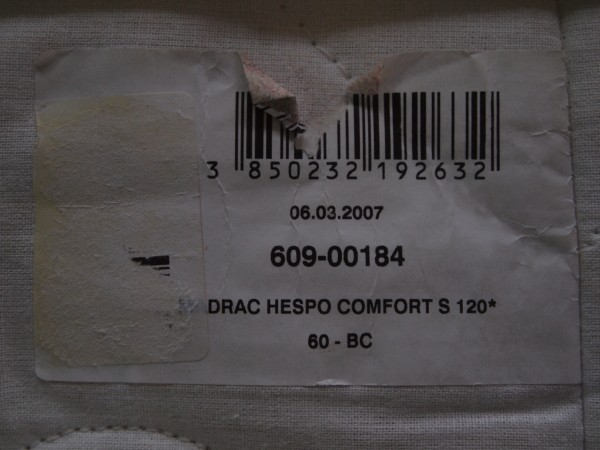 3 850232 192632
06.03.2007
609-00184
DRAC HESPO COMFORT S 120*
60 - BC